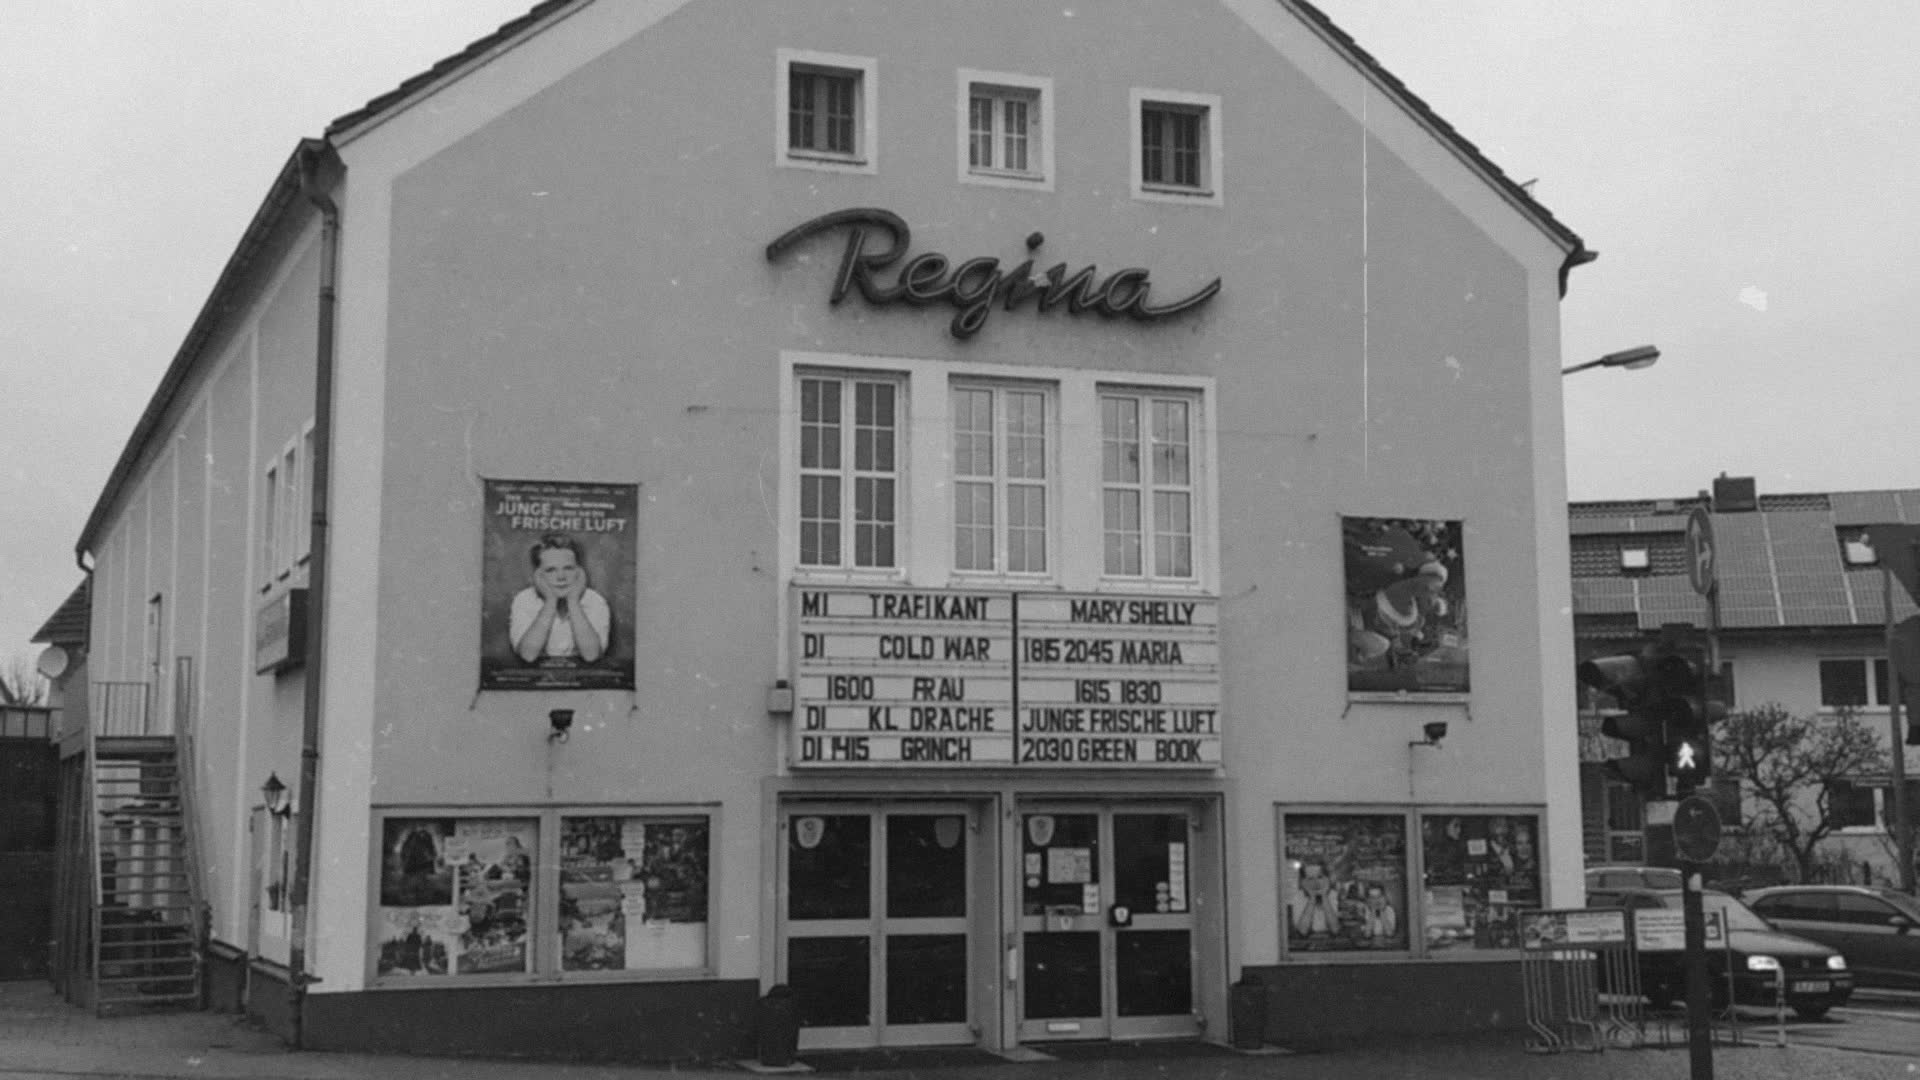 Regina
JUNGE
FRISCHE LUFT
MI TRAFIKANT
DI COLD WAR
1600 FRAU
DI KL DRACHE
DI 1415 GRINCH
MARY SHELLY
1815 2045 MARIA
1615 1830
JUNGE FRISCHE LUFT
2030 GREEN BOOK